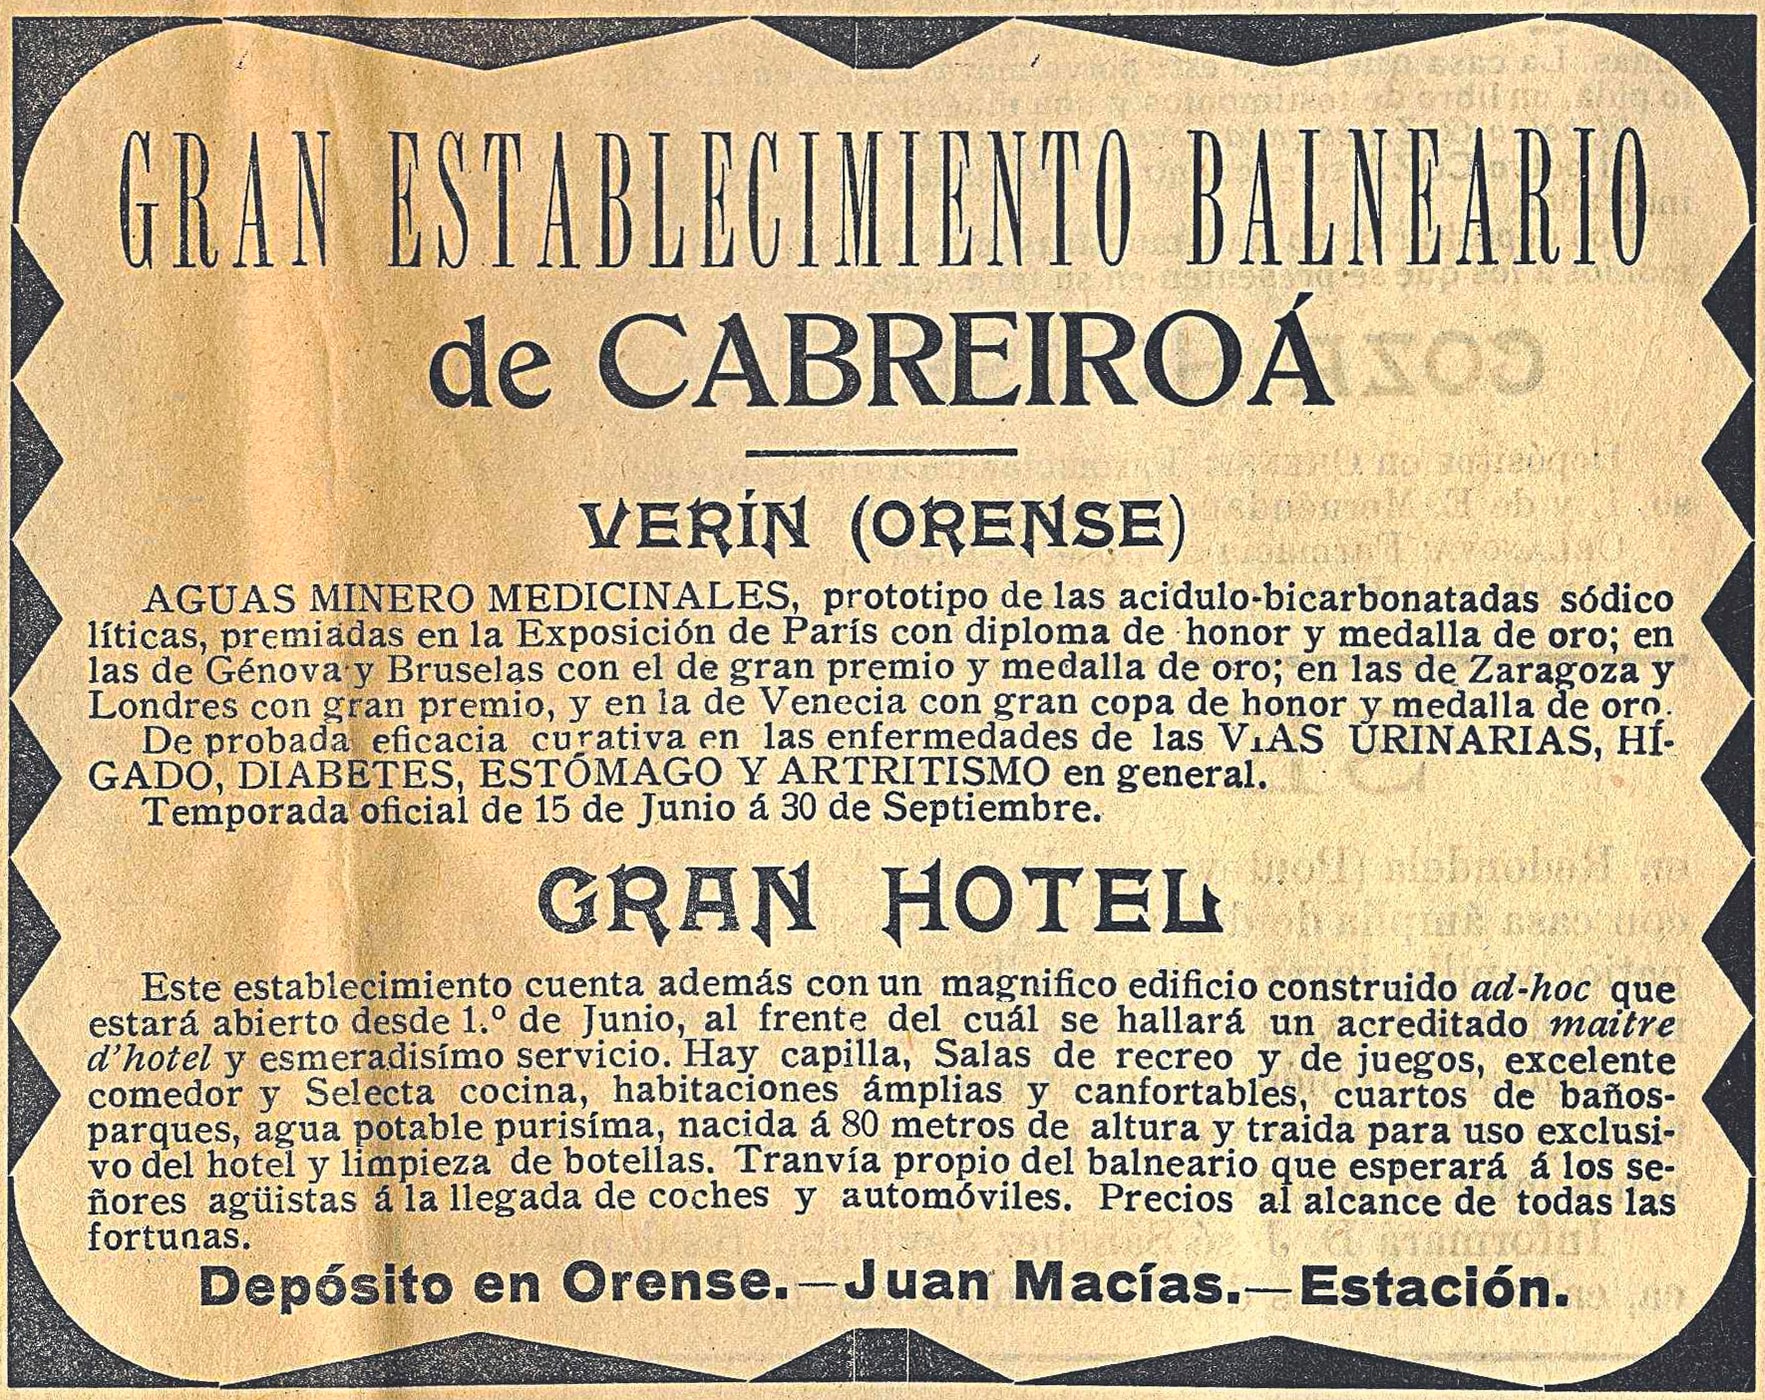 GRAN ESTABLECIMIENTO BALNEARIO
de CABREIROÁ
VERÍN (ORENSE)
AGUAS MINERO MEDICINALES, prototipo de las acidulo-bicarbonatadas sódico
líticas, premiadas en la Exposición de París con diploma de honor y medalla de oro; en
las de Génova y Bruselas con el de gran premio y medalla de oro; en las de Zaragoza y
Londres con gran premio, y en la de Venecia con gran copa de honor y medalla de oro.
De probada eficacia curativa en las enfermedades de las VIAS URINARIAS, HÍ-
GADO, DIABETES, ESTÓMAGO Y ARTRITISMO en general.
Temporada oficial de 15 de Junio á 30 de Septiembre.
GRAN HOTEL
Este establecimiento cuenta además con un magnifico edificio construido ad-hoc que
estará abierto desde 1.º de Junio, al frente del cuál se hallará un acreditado maitre
d'hotel y esmeradisímo servicio. Hay capilla, Salas de recreo y de juegos, excelente
comedor y Selecta cocina, habitaciones ámplias y canfortables, cuartos de baños-
parques, agua potable purisíma, nacida á 80 metros de altura y traida para uso exclusi-
vo del hotel y limpieza de botellas. Tranvía propio del balneario que esperará á los se-
ñores agüistas á la llegada de coches y automóviles. Precios al alcance de todas las
fortunas.
Depósito en Orense.—Juan Macías.—Estación.